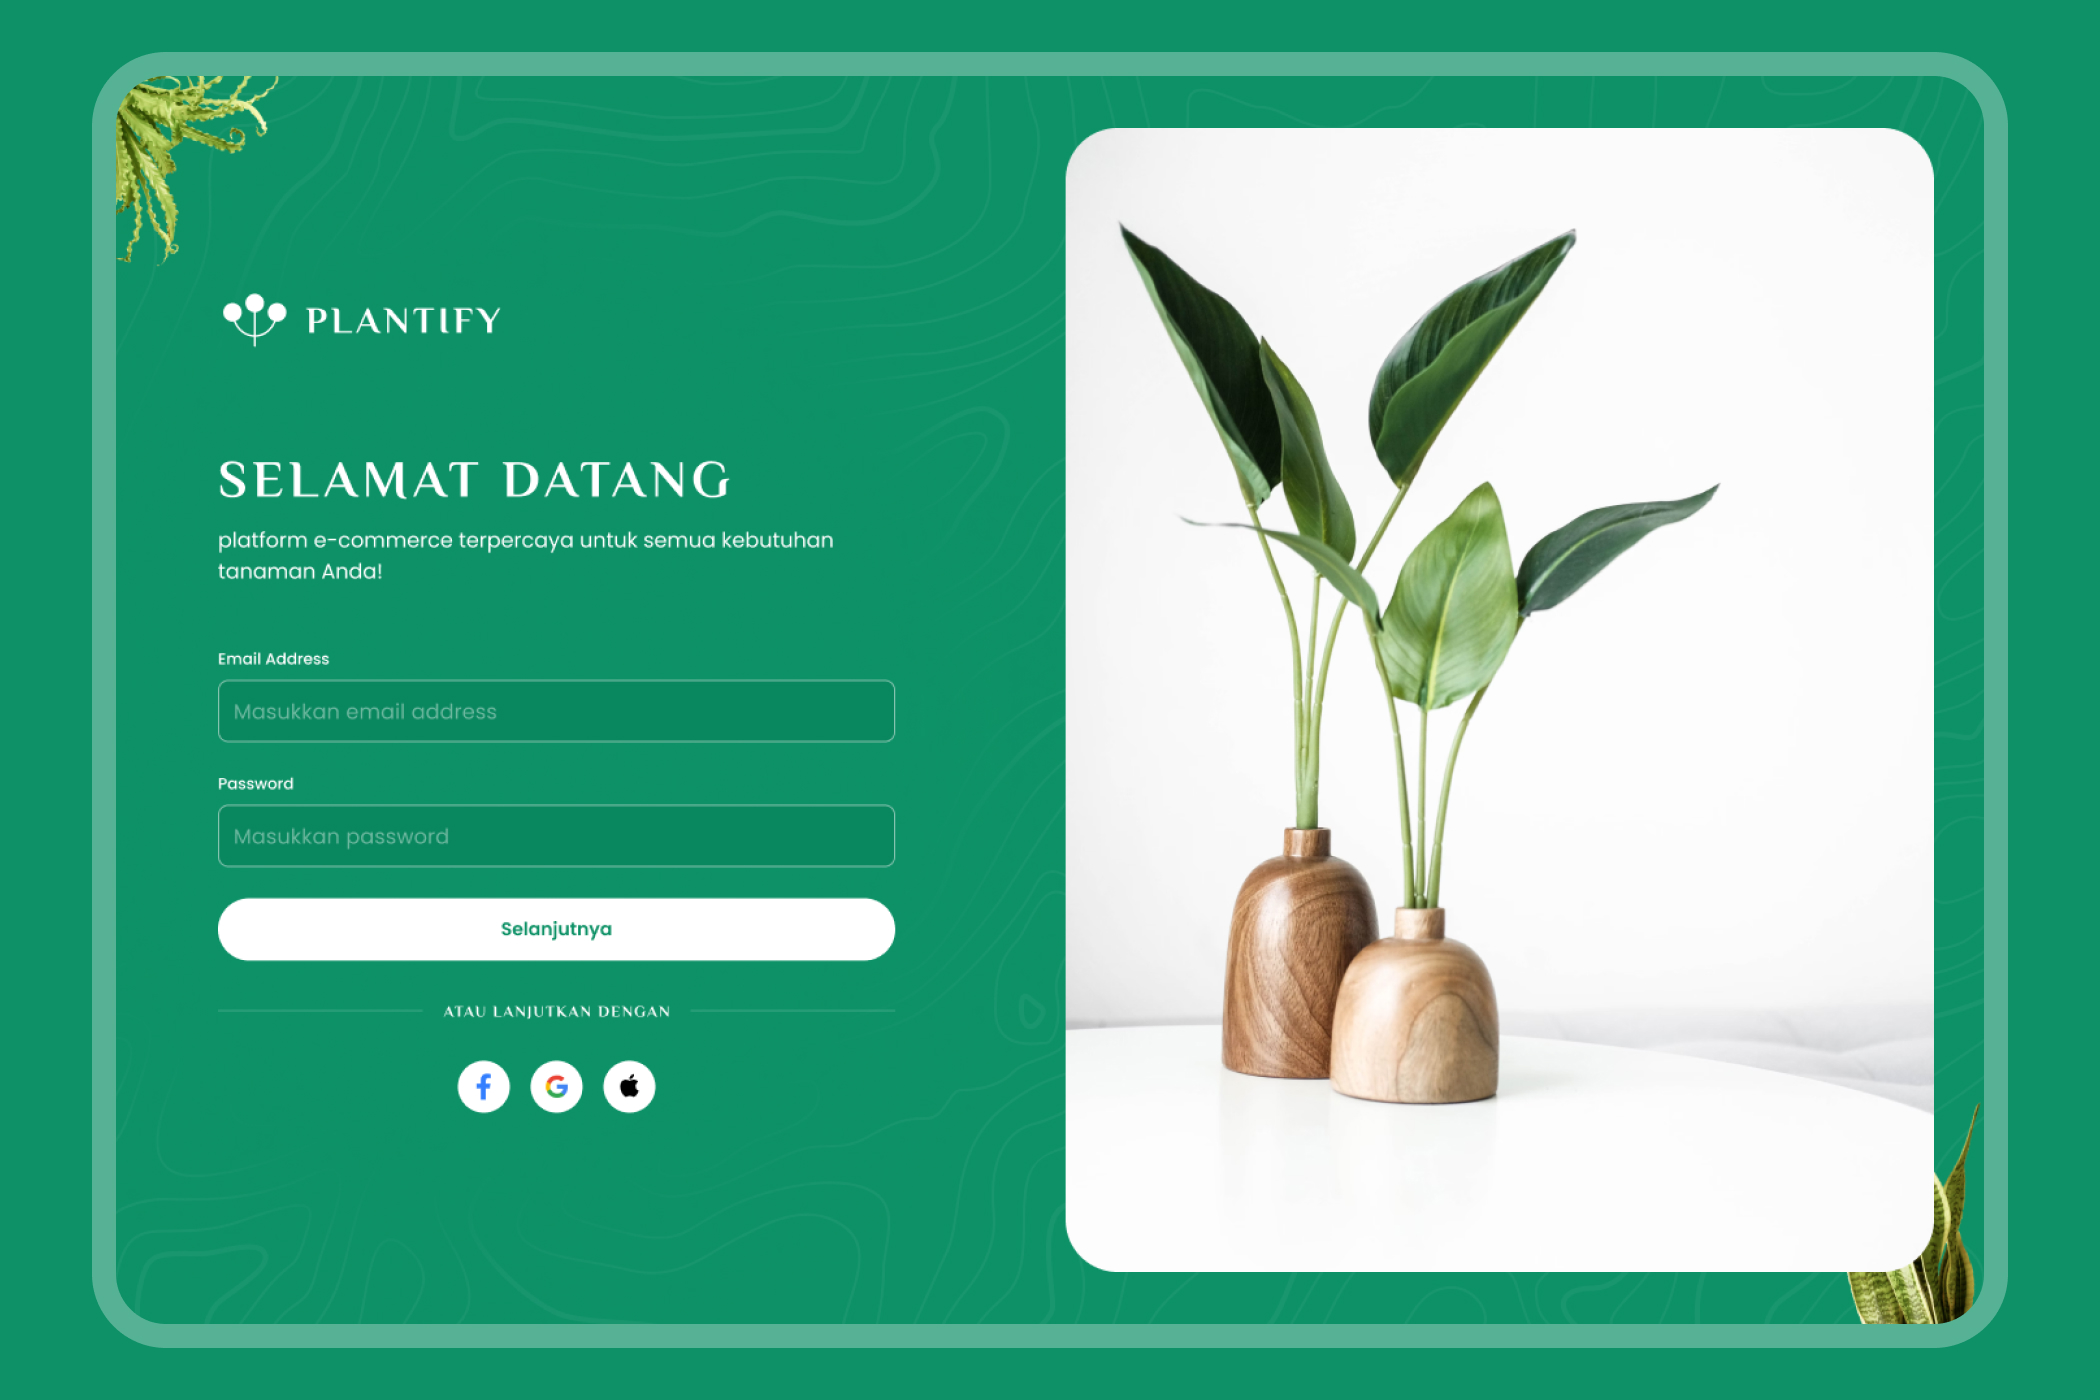 PLANTIFY
SELAMAT DATANG
platform e-commerce terpercaya untuk semua kebutuhan
tanaman Anda!
Email Address
Masukkan email address
Password
Masukkan password
Selanjutnya
ATAU LANJUTKAN DENGAN